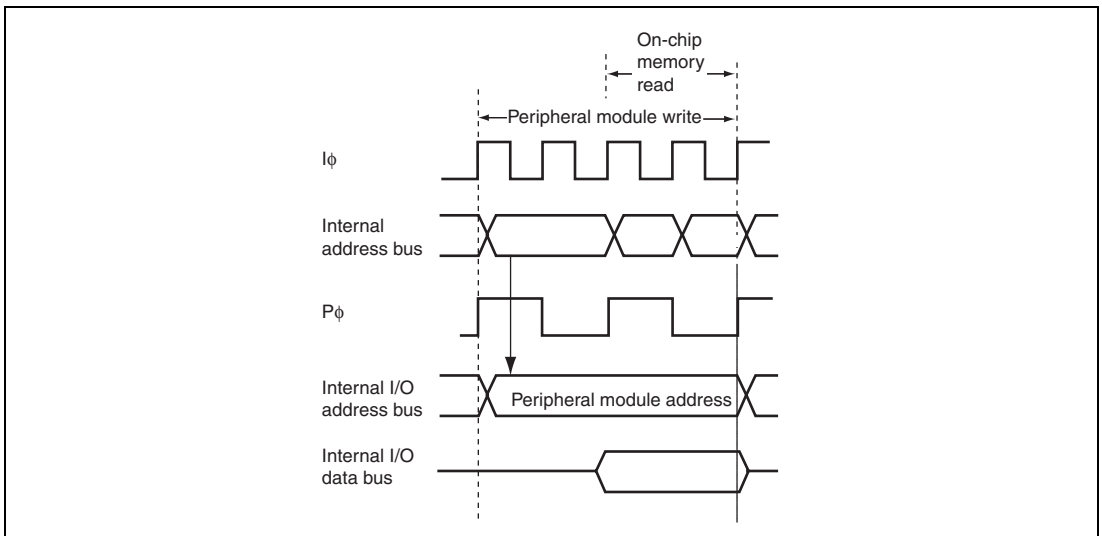 On-chip
memory
read
Peripheral module write
Iϕ
Internal
address bus
Pϕ
Internal I/O
address bus
Peripheral module address
Internal I/O
data bus